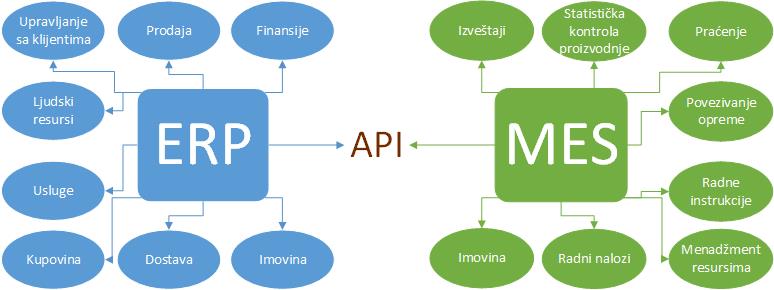 Upravljanje
sa klijentima
Prodaja
Finansije
Ljudski
resursi
ERP
Usluge
Kupovina
Dostava
Imovina
API
Izveštaji
Statistička
kontrola
proizvodnje
Praćenje
Povezivanje
opreme
MES
Radne
instrukcije
Imovina
Radni nalozi
Menadžment
resursima